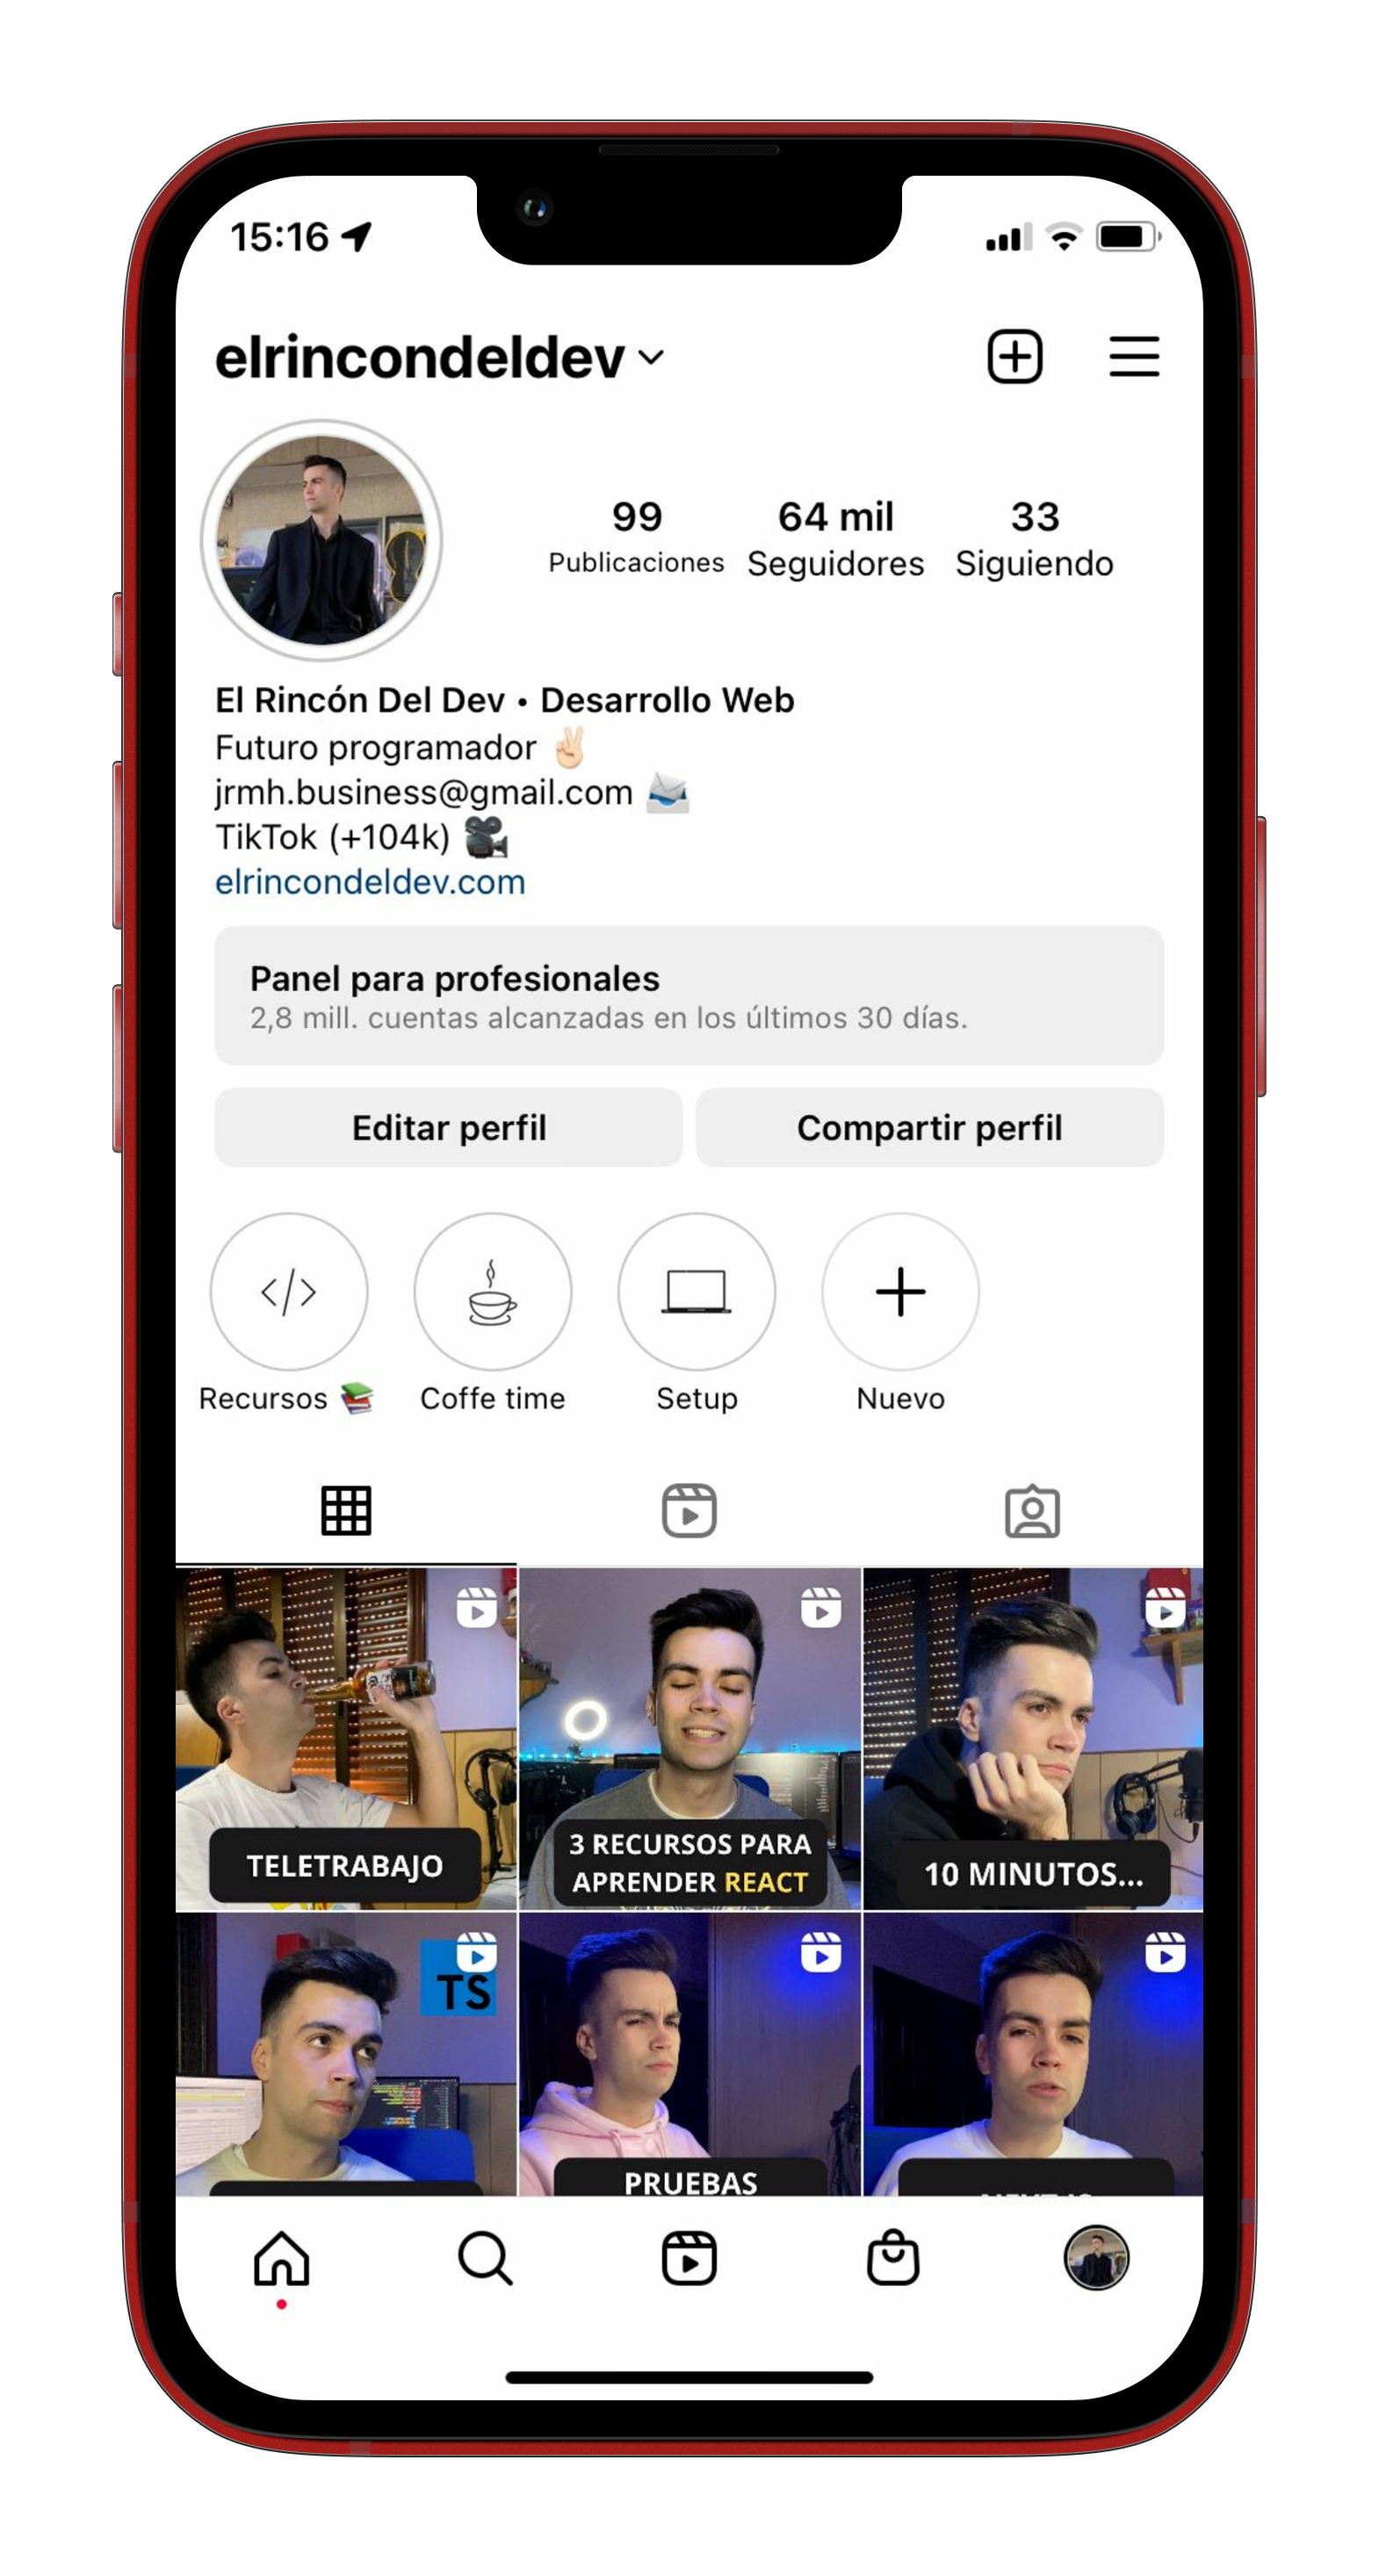 15:16
elrincondeldev
99 64 mil 33
Publicaciones Seguidores Siguiendo
El Rincón Del Dev • Desarrollo Web
Futuro programador ✌🏻
jrmh.business@gmail.com 📨
TikTok (+104k) 🎥
elrincondeldev.com
Panel para profesionales
2,8 mill. cuentas alcanzadas en los últimos 30 días.
Editar perfil Compartir perfil
</>
Recursos 📚 Coffe time Setup Nuevo
TELETRABAJO
3 RECURSOS PARA
APRENDER REACT
10 MINUTOS...
TS
PRUEBAS